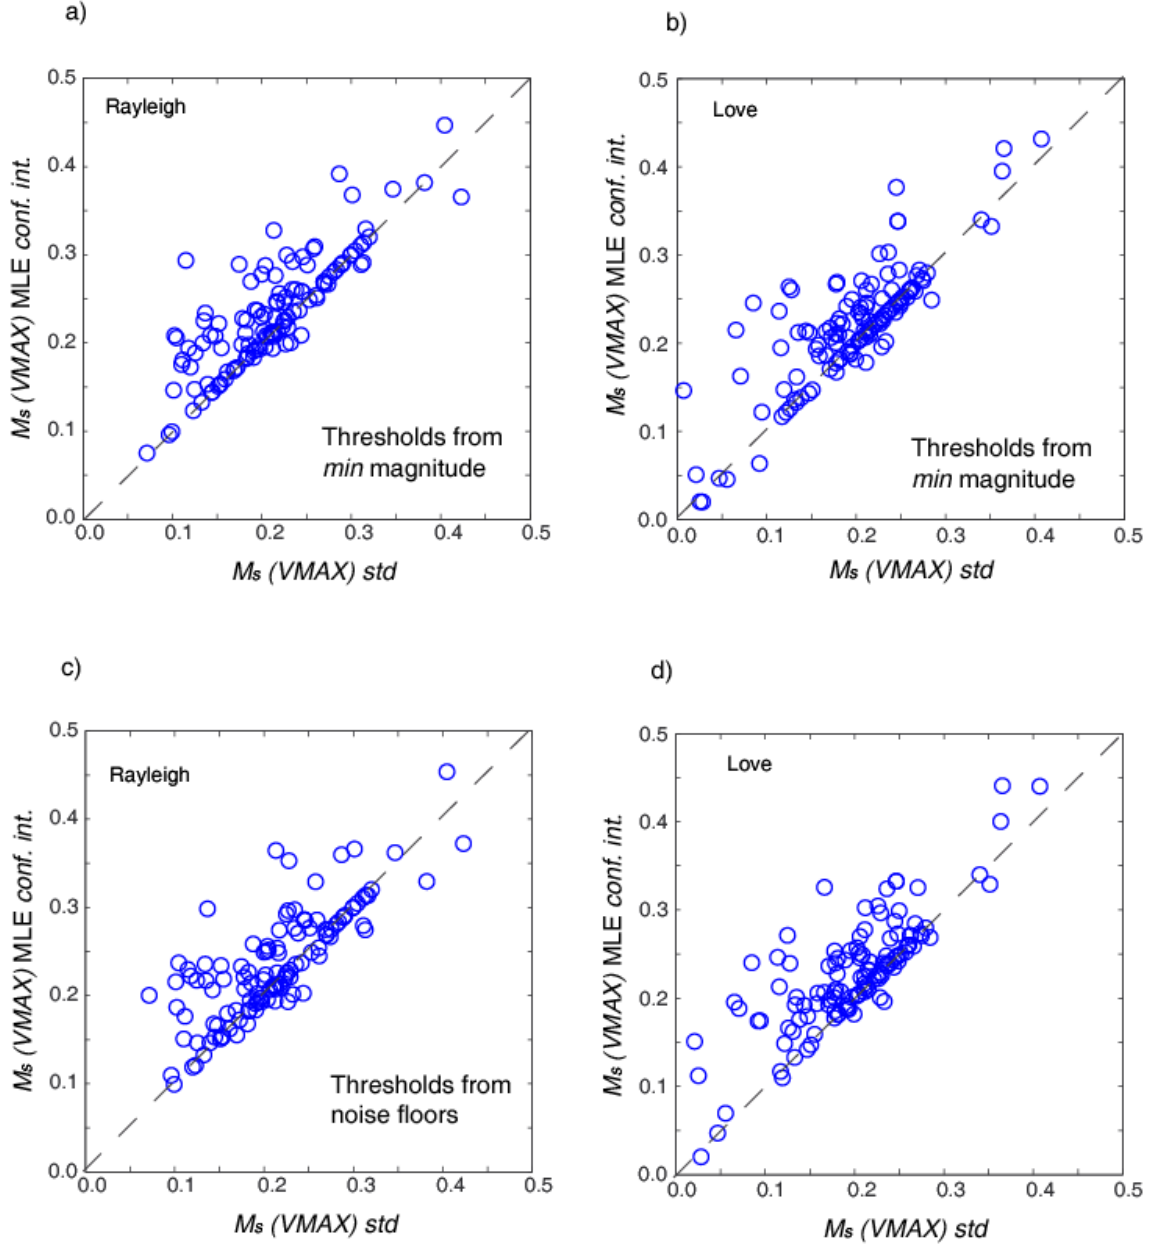 a)
0.5
Rayleigh
0.4
0.3
0.2
0.1
0.0
Ms (VMAX) MLE conf. int.
Thresholds from
min magnitude
0.0 0.1 0.2 0.3 0.4 0.5
Ms (VMAX) std
b)
0.5
Love
0.4
0.3
0.2
0.1
0.0
Ms (VMAX) MLE conf. int.
Thresholds from
min magnitude
0.0 0.1 0.2 0.3 0.4 0.5
Ms (VMAX) std
c)
0.5
Rayleigh
0.4
0.3
0.2
0.1
0.0
Ms (VMAX) MLE conf. int.
Thresholds from
noise floors
0.0 0.1 0.2 0.3 0.4 0.5
Ms (VMAX) std
d)
0.5
Love
0.4
0.3
0.2
0.1
0.0
Ms (VMAX) MLE conf. int.
0.0 0.1 0.2 0.3 0.4 0.5
Ms (VMAX) std